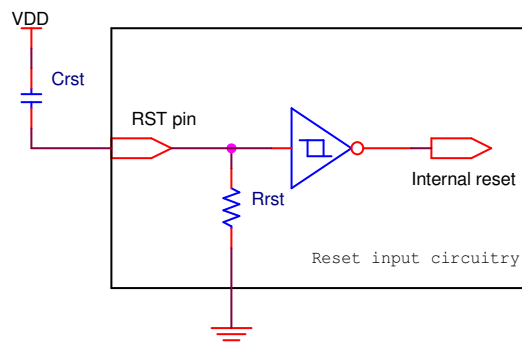 VDD
Crst
RST pin
Rrst
Internal reset
Reset input circuitry